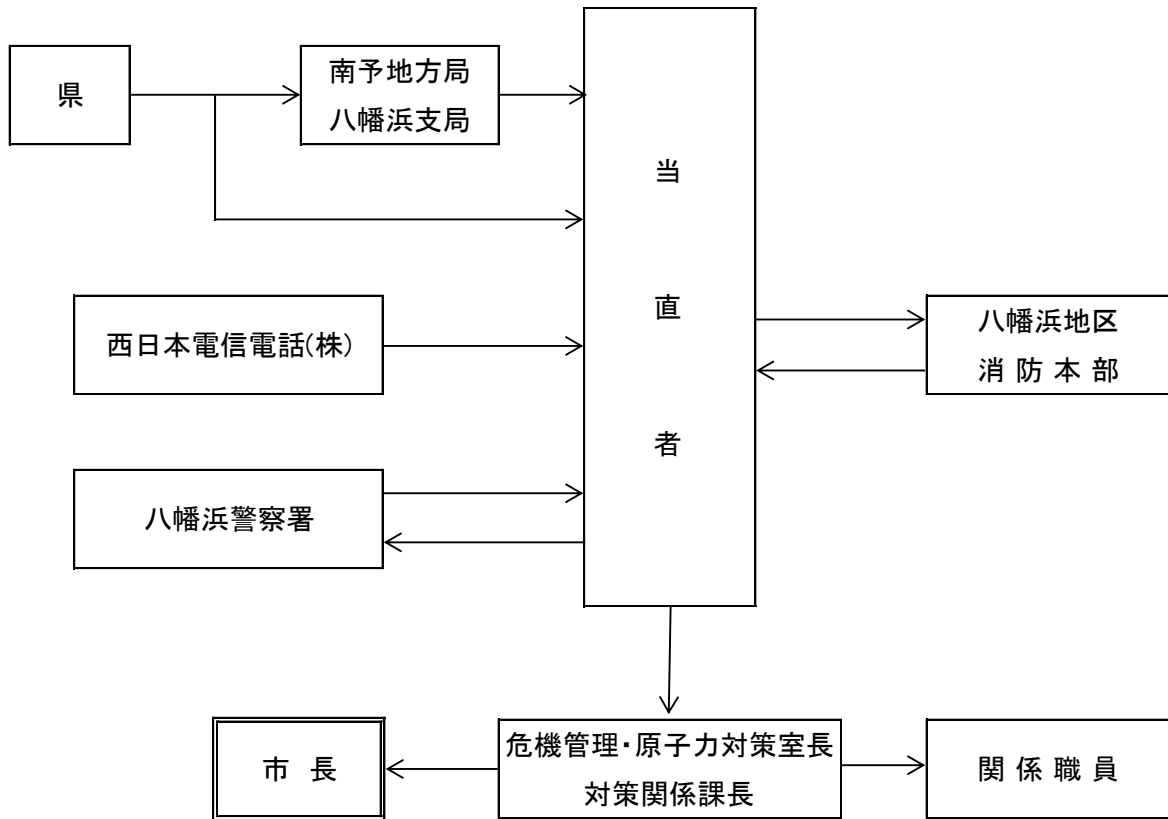 県
南予地方局
八幡浜支局
当
直
者
西日本電信電話(株)
八幡浜地区
消 防 本 部
八幡浜警察署
市 長
危機管理・原子力対策室長
対策関係課長
関 係 職 員